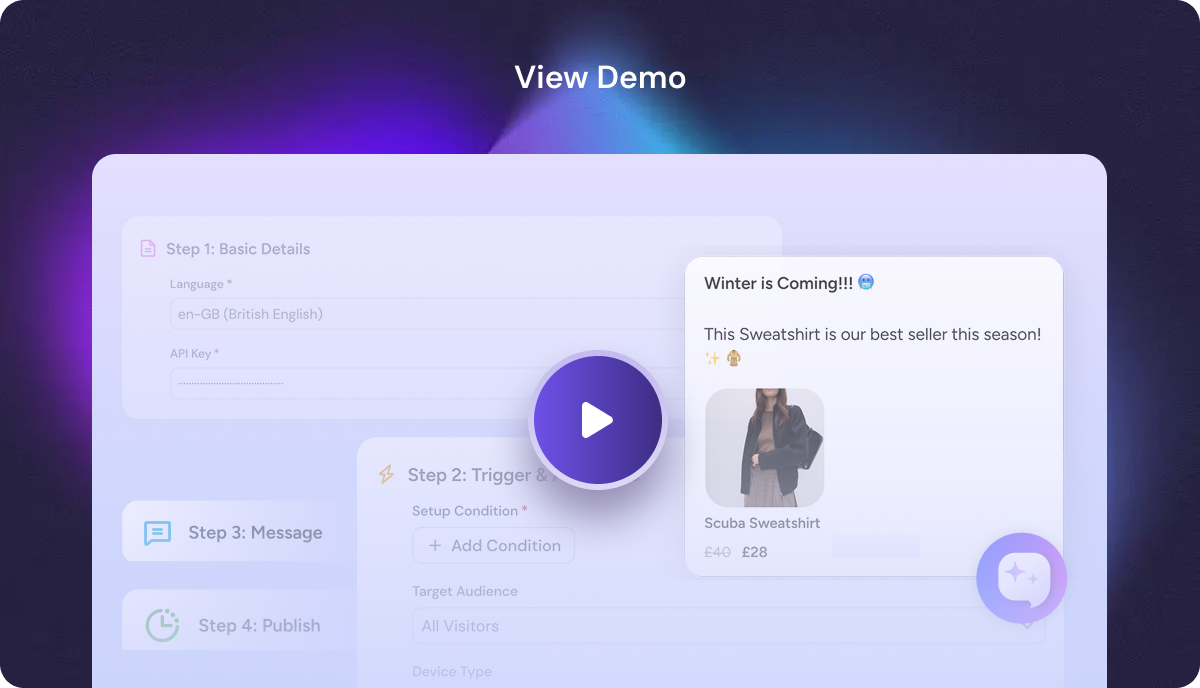 View Demo
Step 1: Basic Details
Language *
en-GB (British English)
API Key *
Winter is Coming!!! 🥶
This Sweatshirt is our best seller this season!
✨ 🧥
Scuba Sweatshirt
£40 £28
Step 2: Trigger &
Setup Condition *
+ Add Condition
Target Audience
All Visitors
Device Type
Step 3: Message
Step 4: Publish